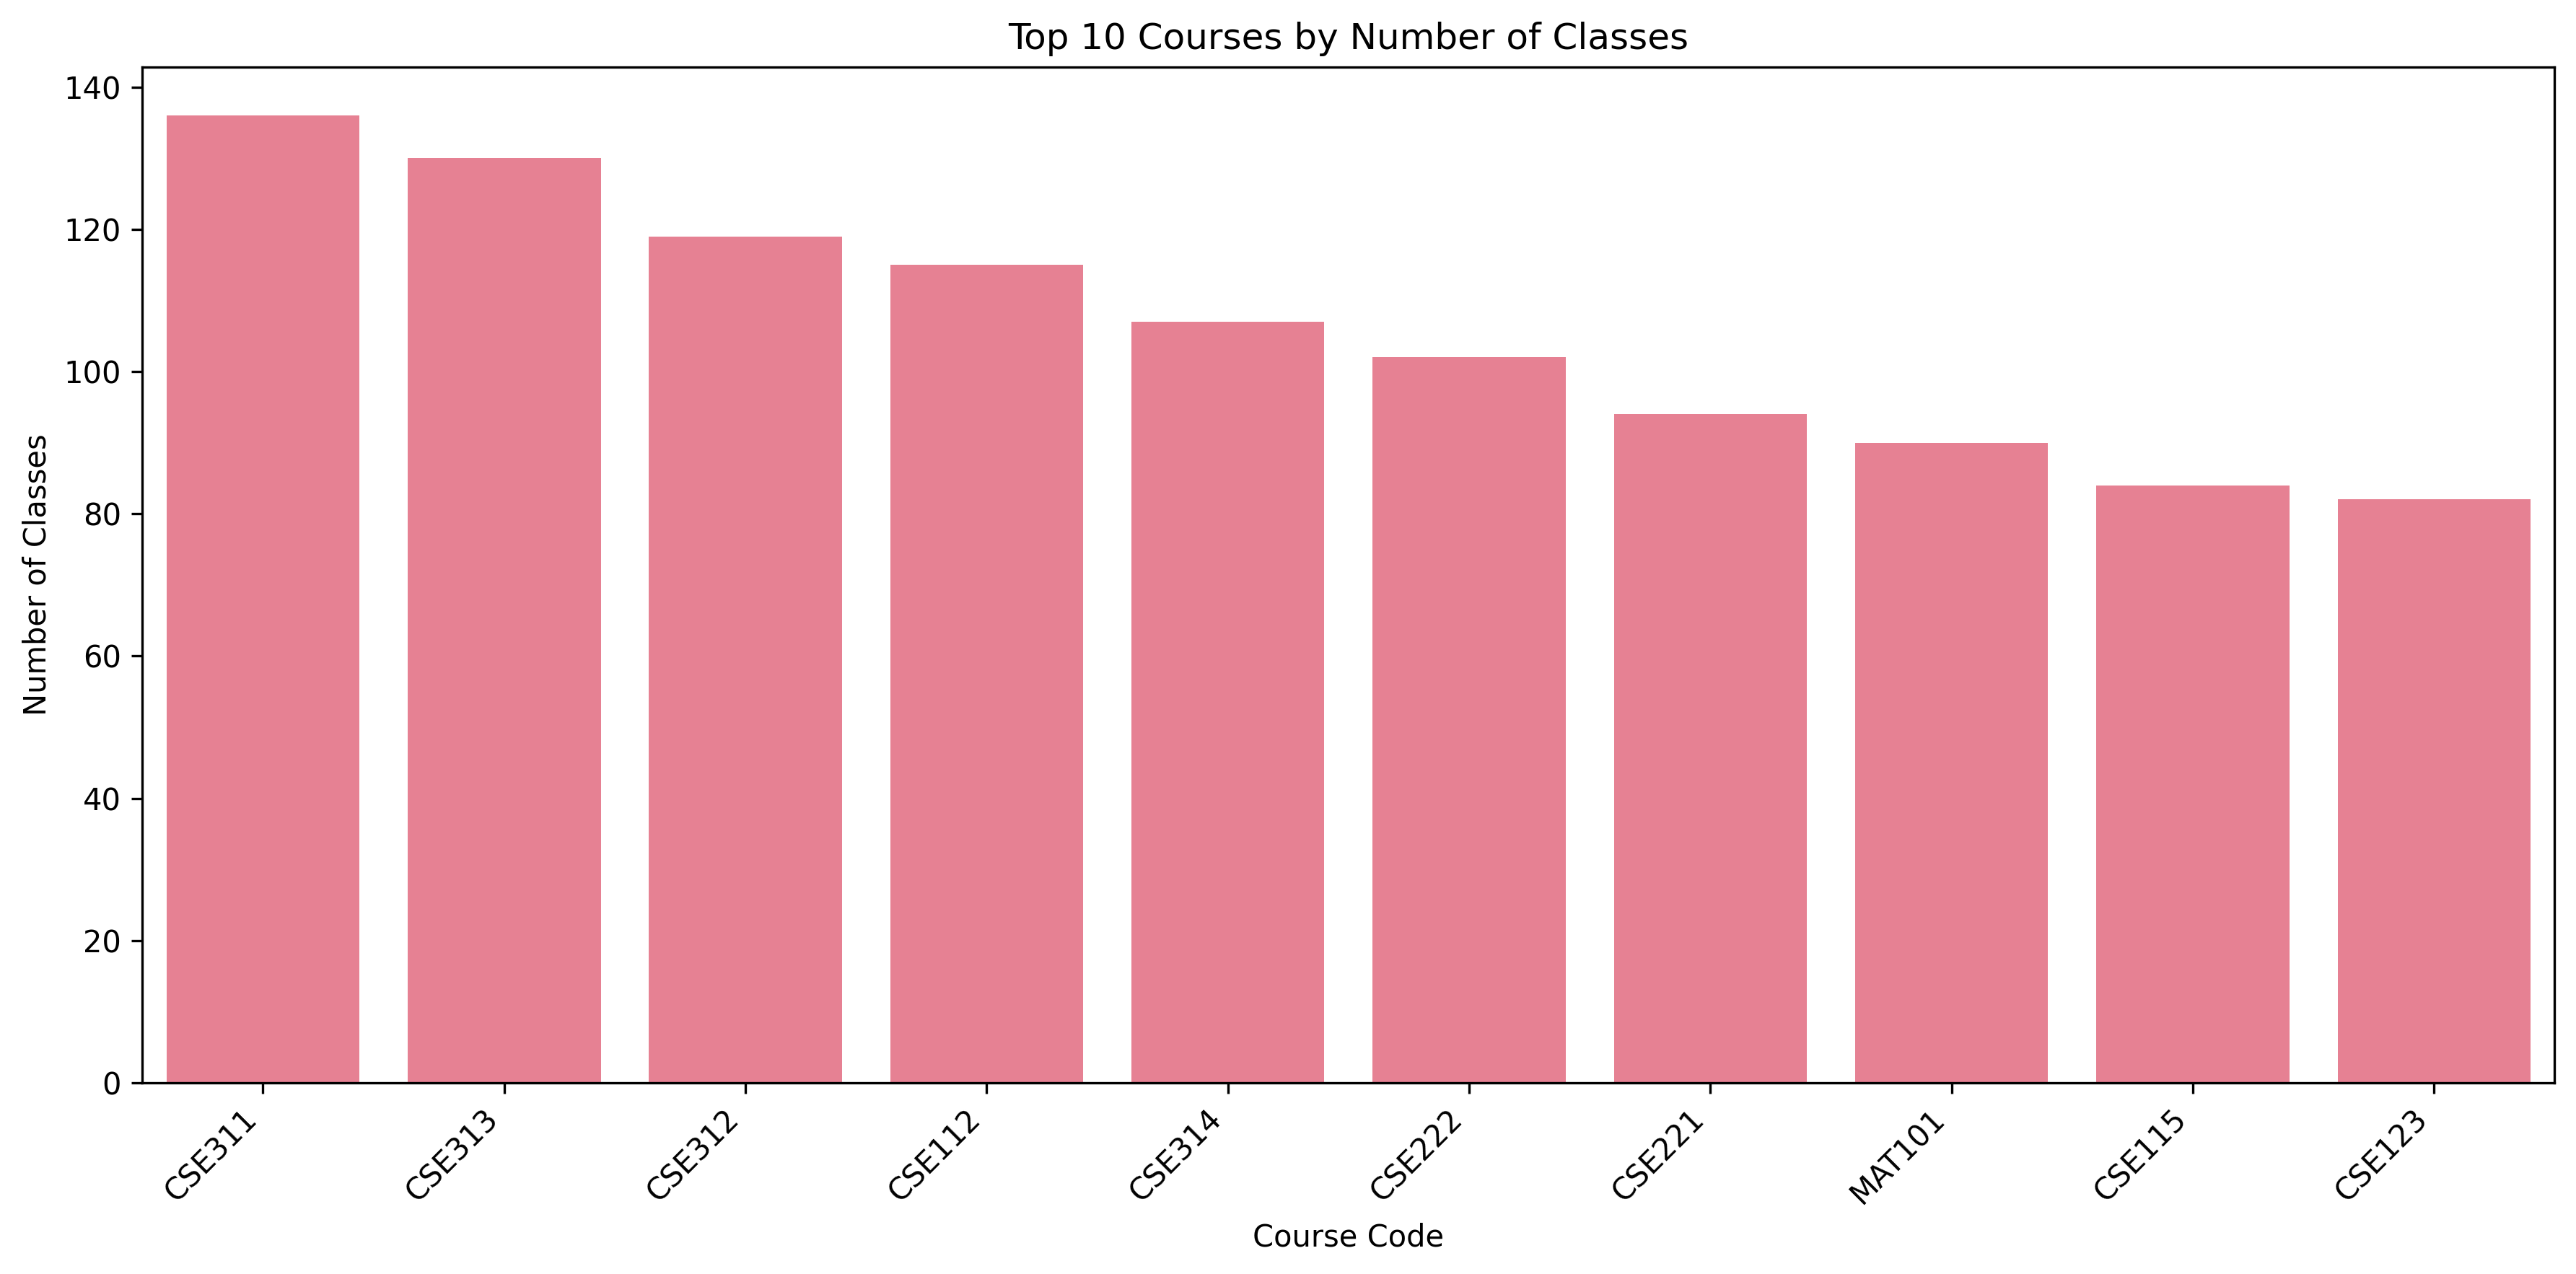 Top 10 Courses by Number of Classes
140
120
100
80
60
40
20
0
Number of Classes
CSE311
CSE313
CSE312
CSE112
CSE314
CSE222
CSE221
MAT101
CSE115
CSE123
Course Code